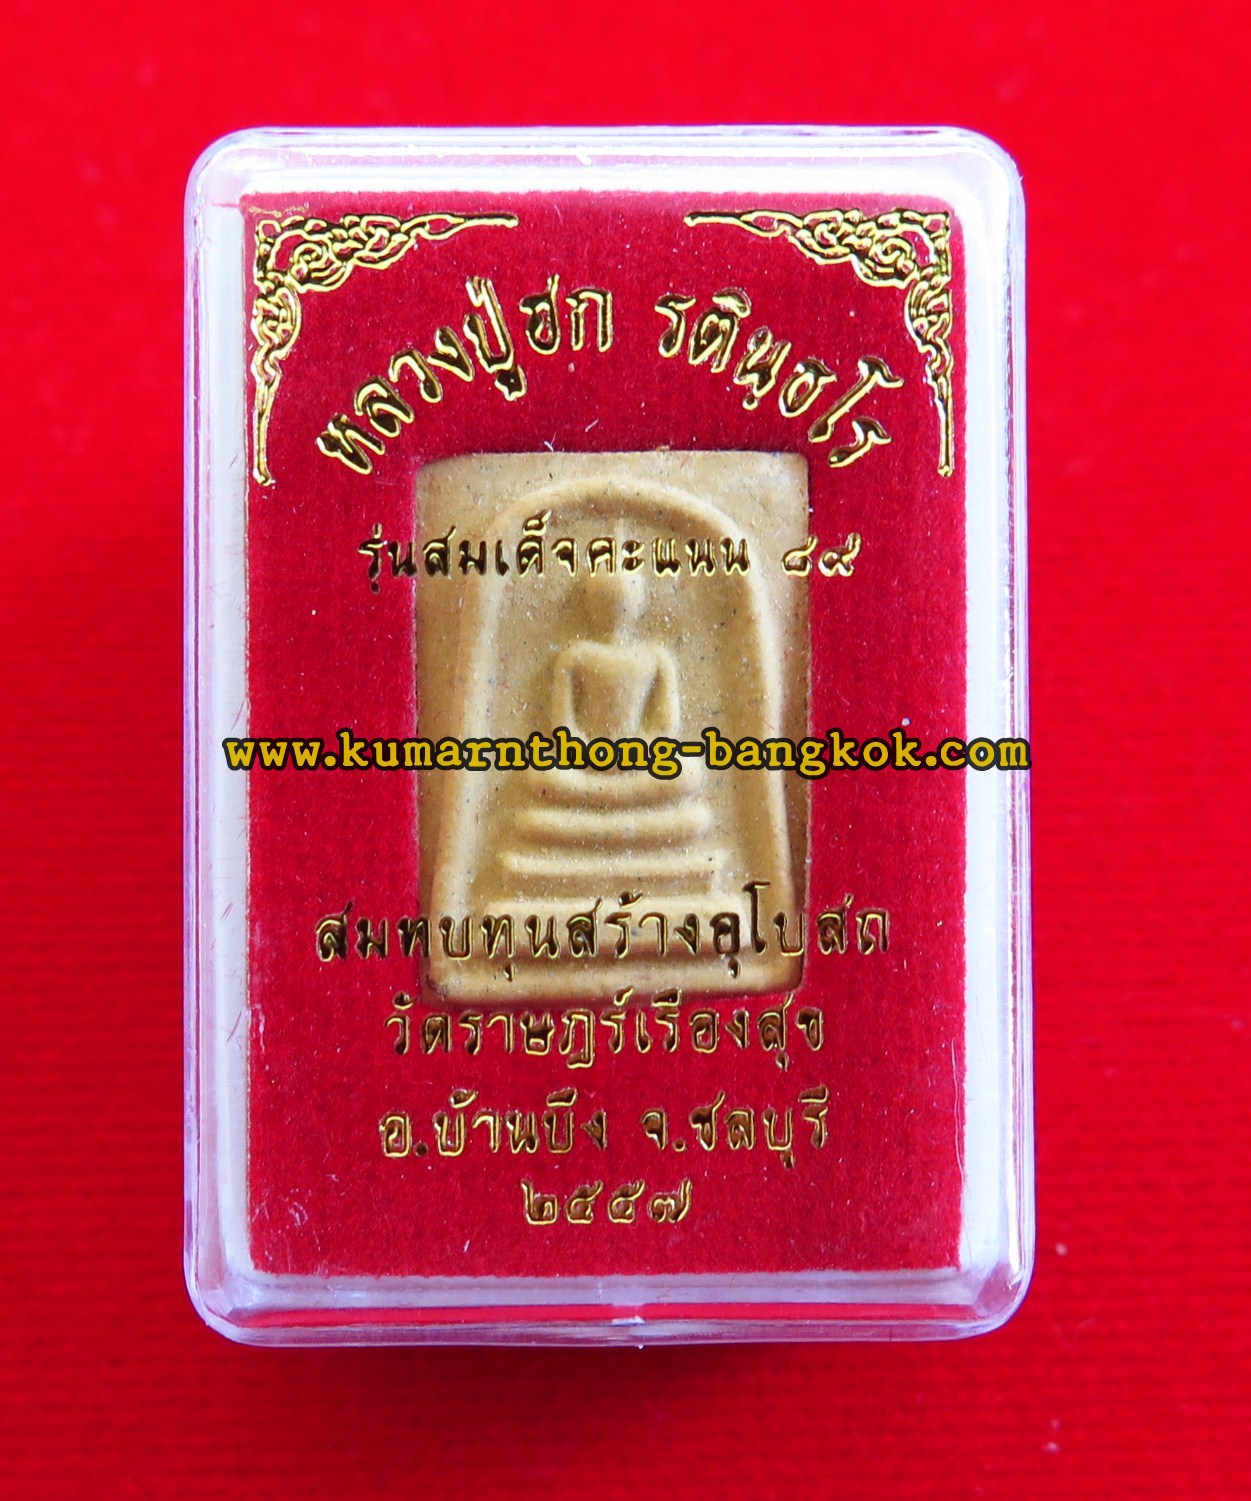 หลวงปู่ฮก รตินฺธโร
รุ่นสมเด็จคะแนน ๘๙
www.kumarnthong-bangkok.com
สมทบทุนสร้างอุโบสถ
วัดราษฎร์เรืองสุข
อ.บ้านบึง จ.ชลบุรี
๒๕๕๗